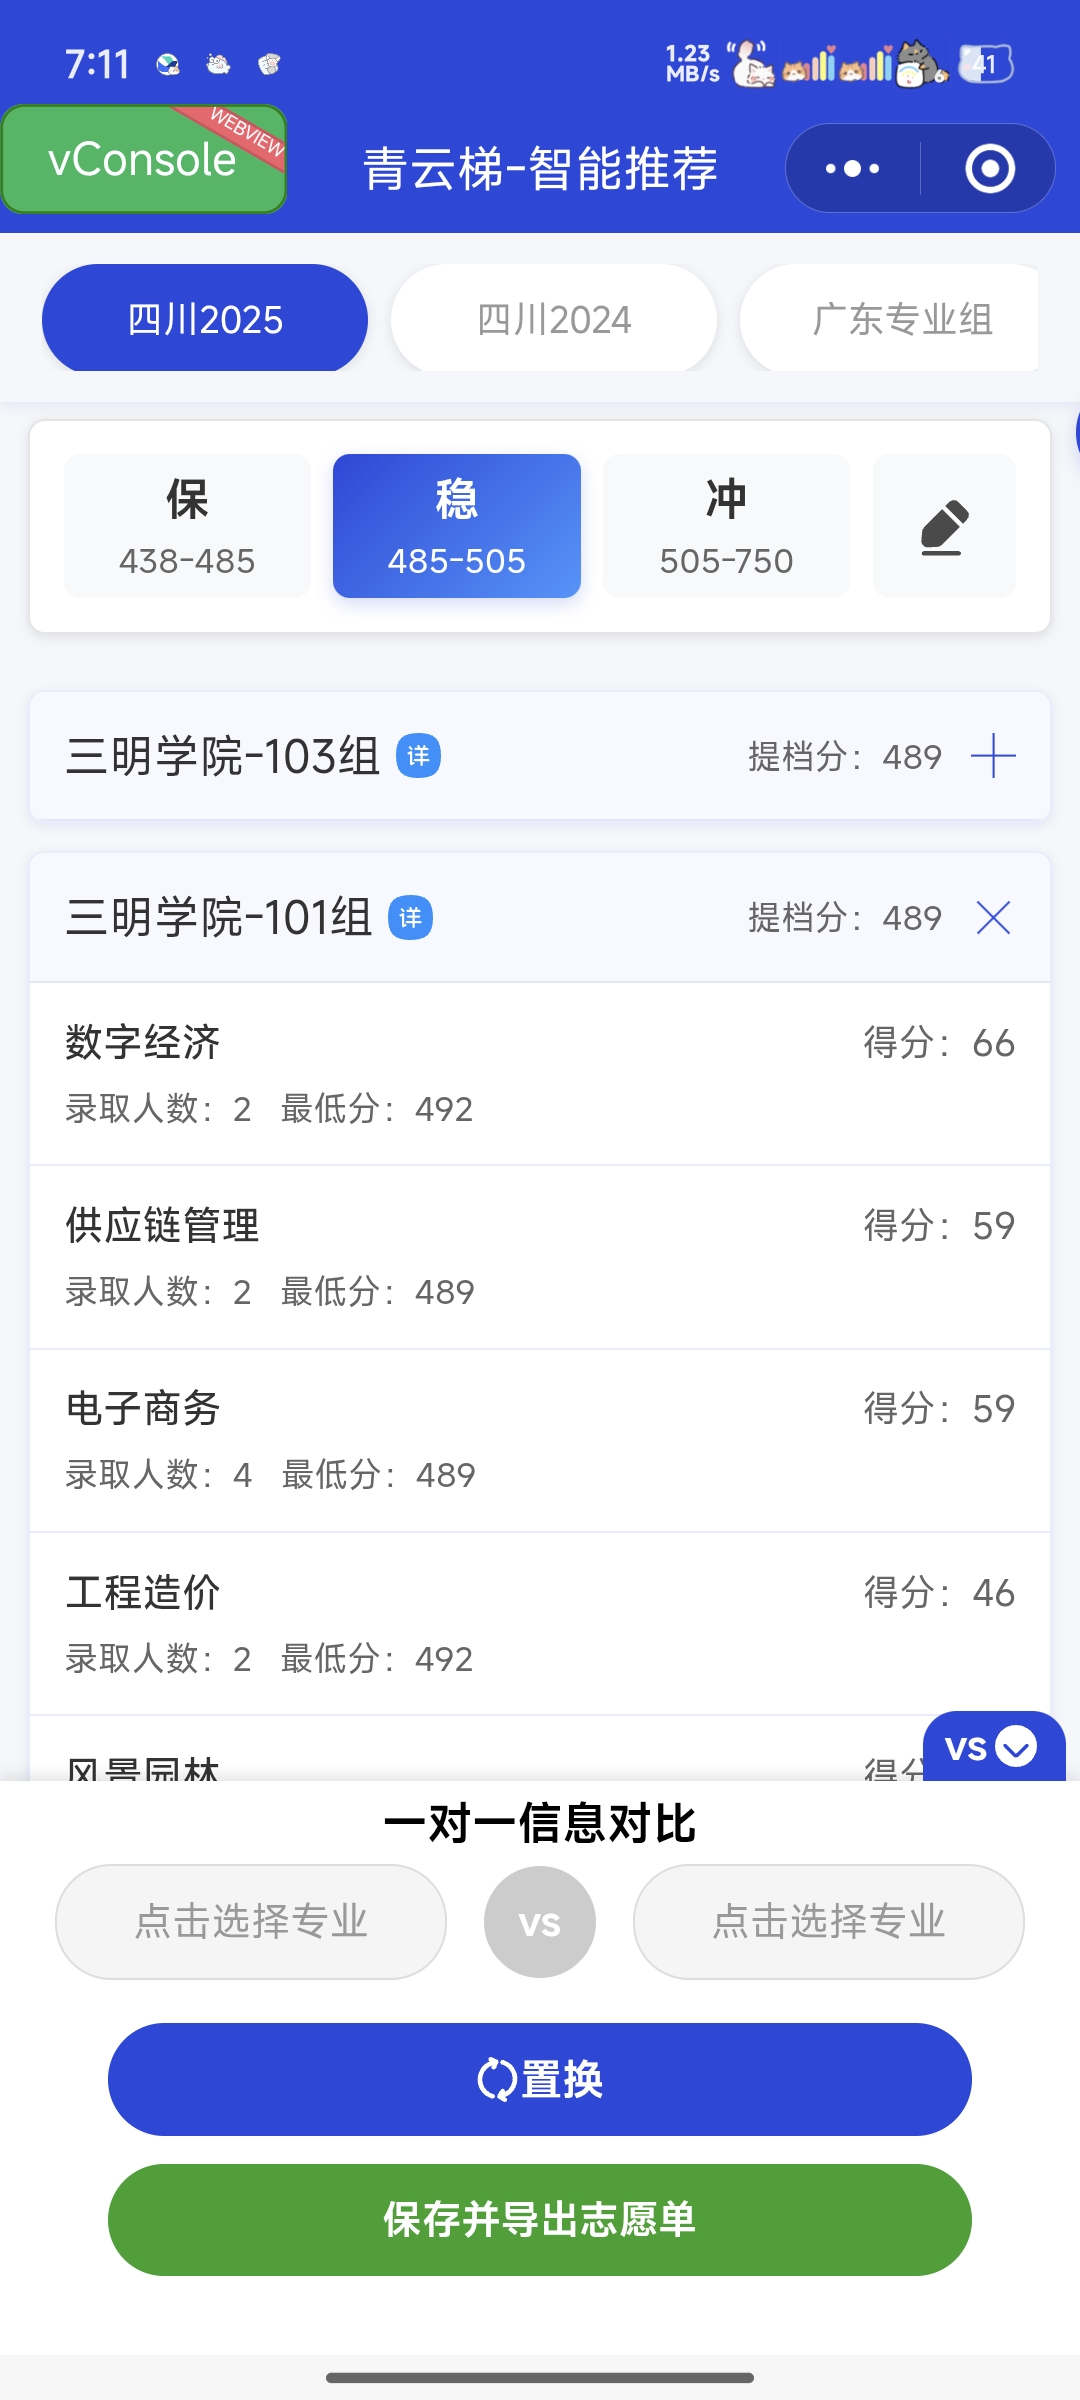 7:11
1.23 MB/s
41
vConsole
WEBVIEW
青云梯-智能推荐
四川2025
四川2024
广东专业组
保
438-485
稳
485-505
冲
505-750
三明学院-103组 详 提档分：489
三明学院-101组 详 提档分：489
数字经济 得分：66
录取人数：2 最低分：492
供应链管理 得分：59
录取人数：2 最低分：489
电子商务 得分：59
录取人数：4 最低分：489
工程造价 得分：46
录取人数：2 最低分：492
风景园林 得分
VS
一对一信息对比
点击选择专业 VS 点击选择专业
置换
保存并导出志愿单